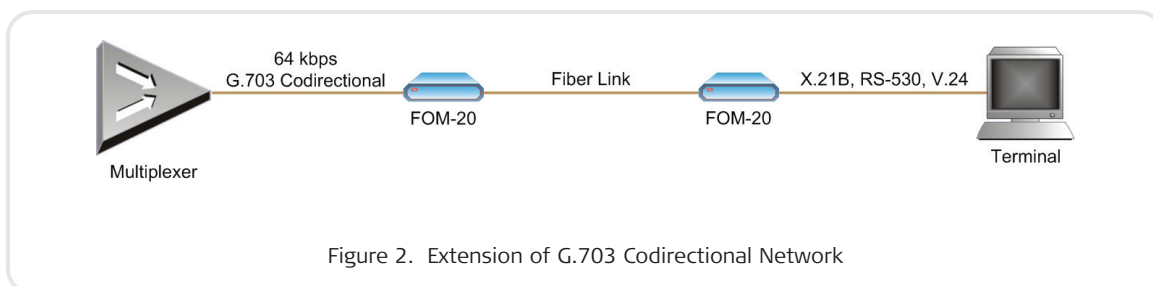 64 kbps
G.703 Codirectional
Fiber Link
X.21B, RS-530, V.24
FOM-20
FOM-20
Multiplexer
Terminal
Figure 2. Extension of G.703 Codirectional Network